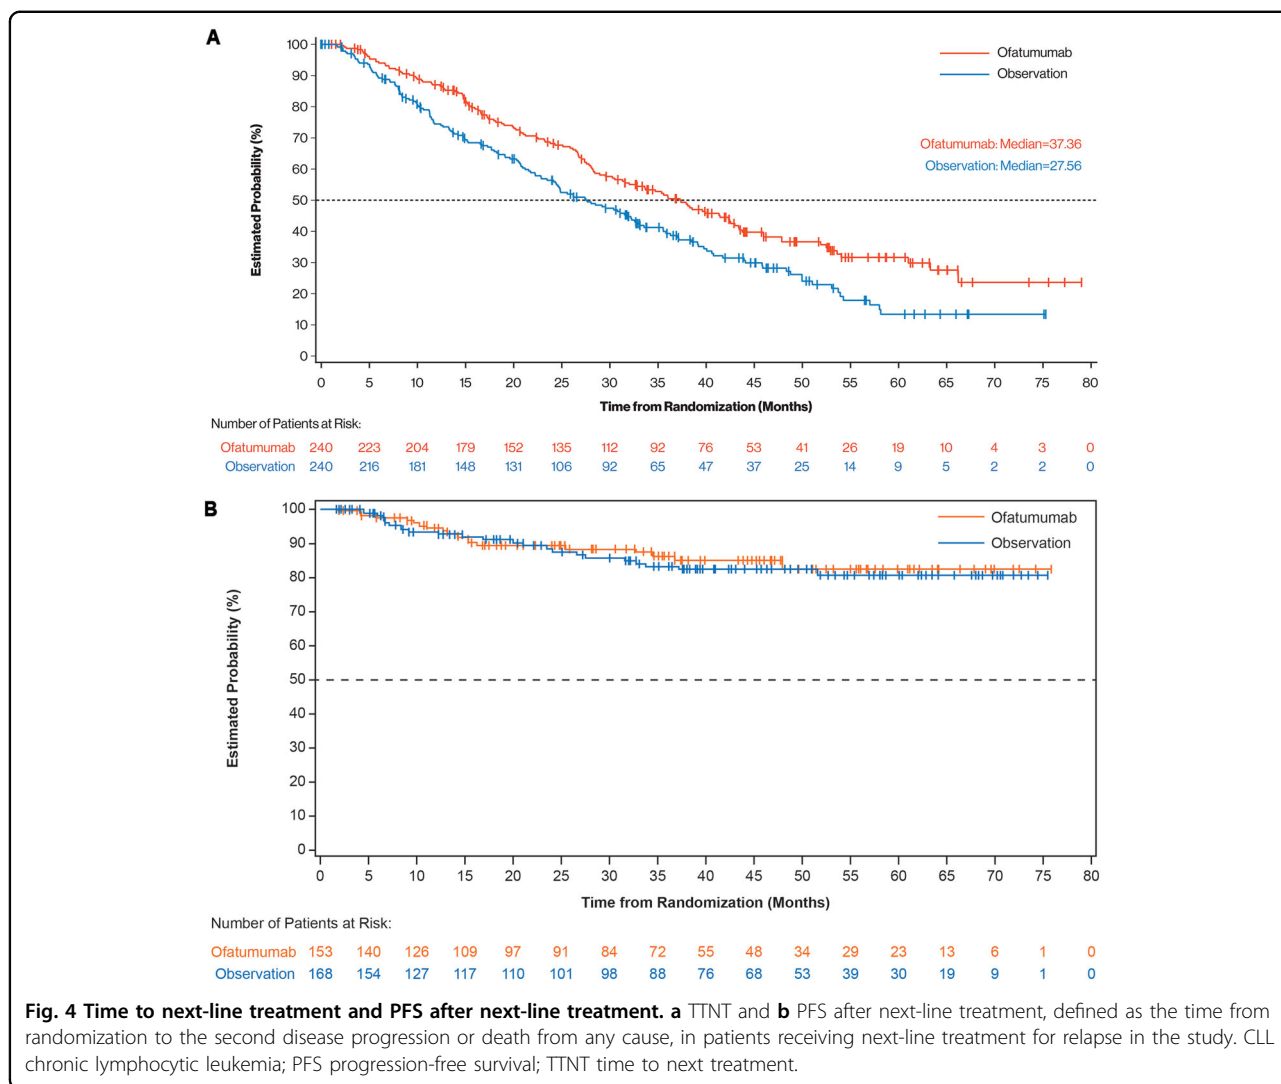 A
Ofatumumab
Observation
Ofatumumab: Median=37.36
Observation: Median=27.56
Estimated Probability (%)
100
90
80
70
60
50
40
30
20
10
0
0 5 10 15 20 25 30 35 40 45 50 55 60 65 70 75 80
Time from Randomization (Months)
Number of Patients at Risk:
Ofatumumab 240 223 204 179 152 135 112 92 76 53 41 26 19 10 4 3 0
Observation 240 216 181 148 131 106 92 65 47 37 25 14 9 5 2 2 0
B
Ofatumumab
Observation
Estimated Probability (%)
100
90
80
70
60
50
40
30
20
10
0
0 5 10 15 20 25 30 35 40 45 50 55 60 65 70 75 80
Time from Randomization (Months)
Number of Patients at Risk:
Ofatumumab 153 140 126 109 97 91 84 72 55 48 34 29 23 13 6 1 0
Observation 168 154 127 117 110 101 98 88 76 68 53 39 30 19 9 1 0
Fig. 4 Time to next-line treatment and PFS after next-line treatment. a TTNT and b PFS after next-line treatment, defined as the time from
randomization to the second disease progression or death from any cause, in patients receiving next-line treatment for relapse in the study. CLL
chronic lymphocytic leukemia; PFS progression-free survival; TTNT time to next treatment.